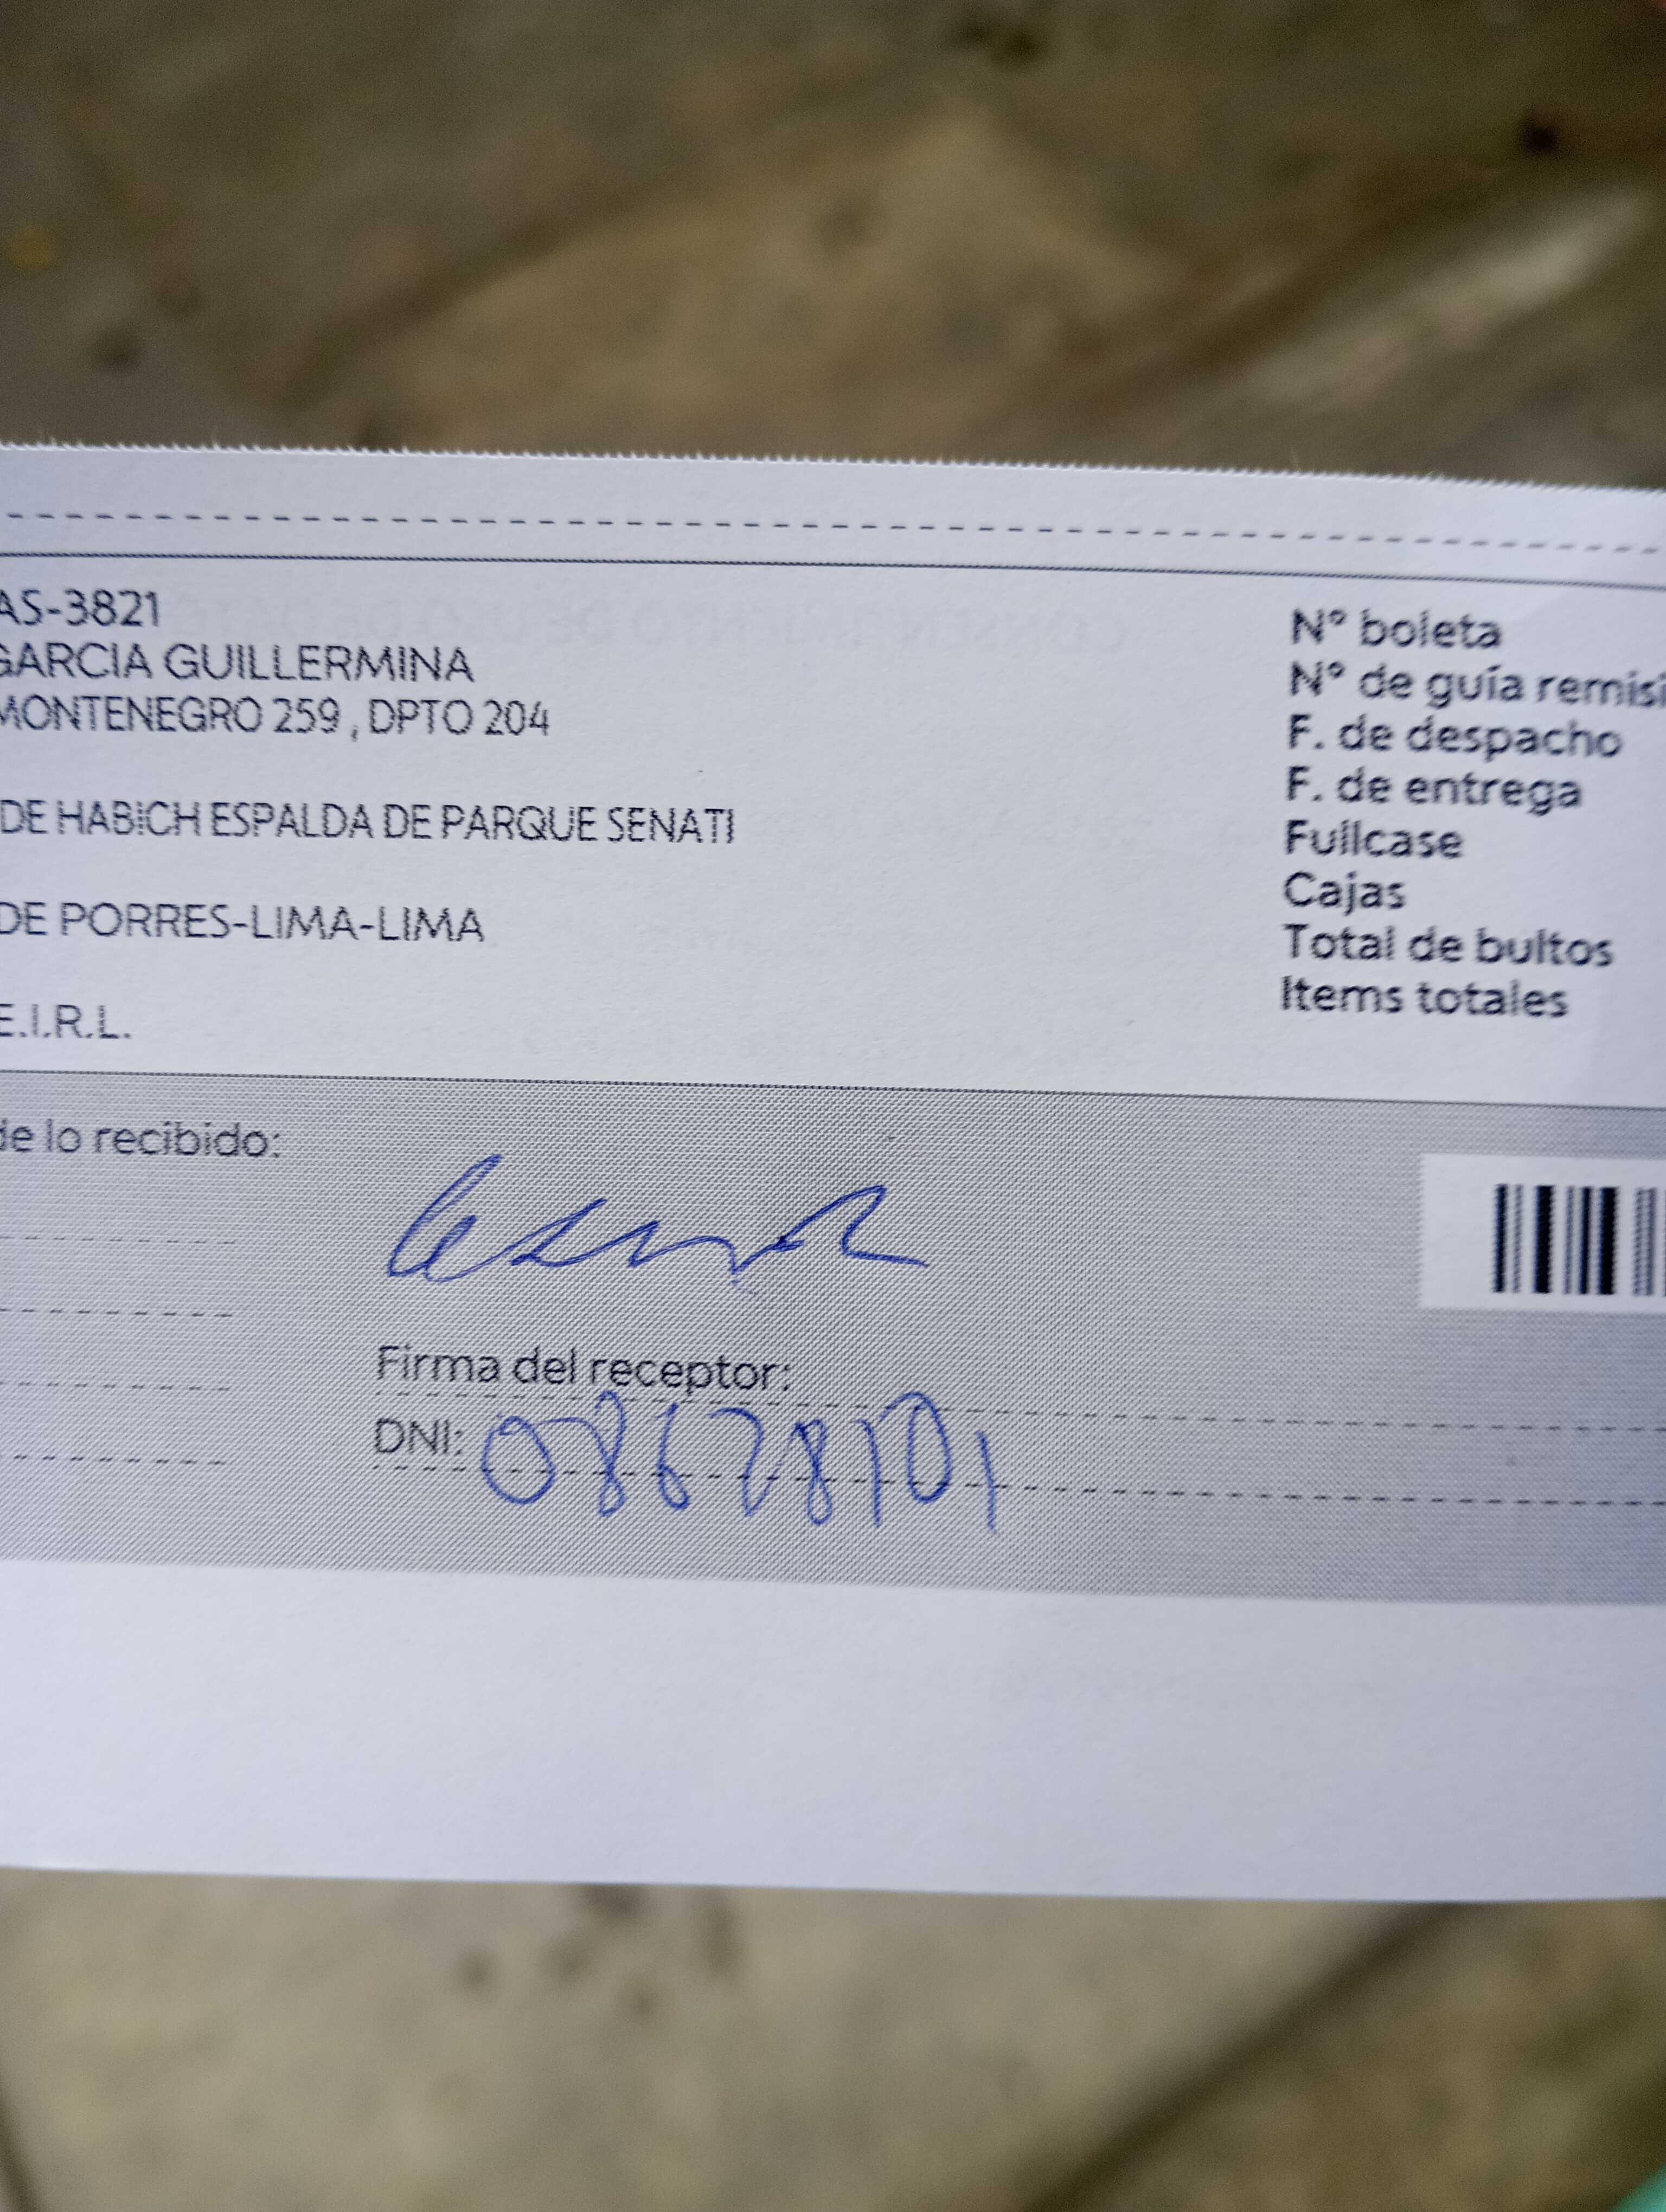 AS-3821
GARCIA GUILLERMINA
MONTENEGRO 259 , DPTO 204
DE HABICH ESPALDA DE PARQUE SENATI
DE PORRES-LIMA-LIMA
E.I.R.L.
Nº boleta
Nº de guía remisi
F. de despacho
F. de entrega
Fullcase
Cajas
Total de bultos
Items totales
de lo recibido:
Firma del receptor:
DNI: 08628101